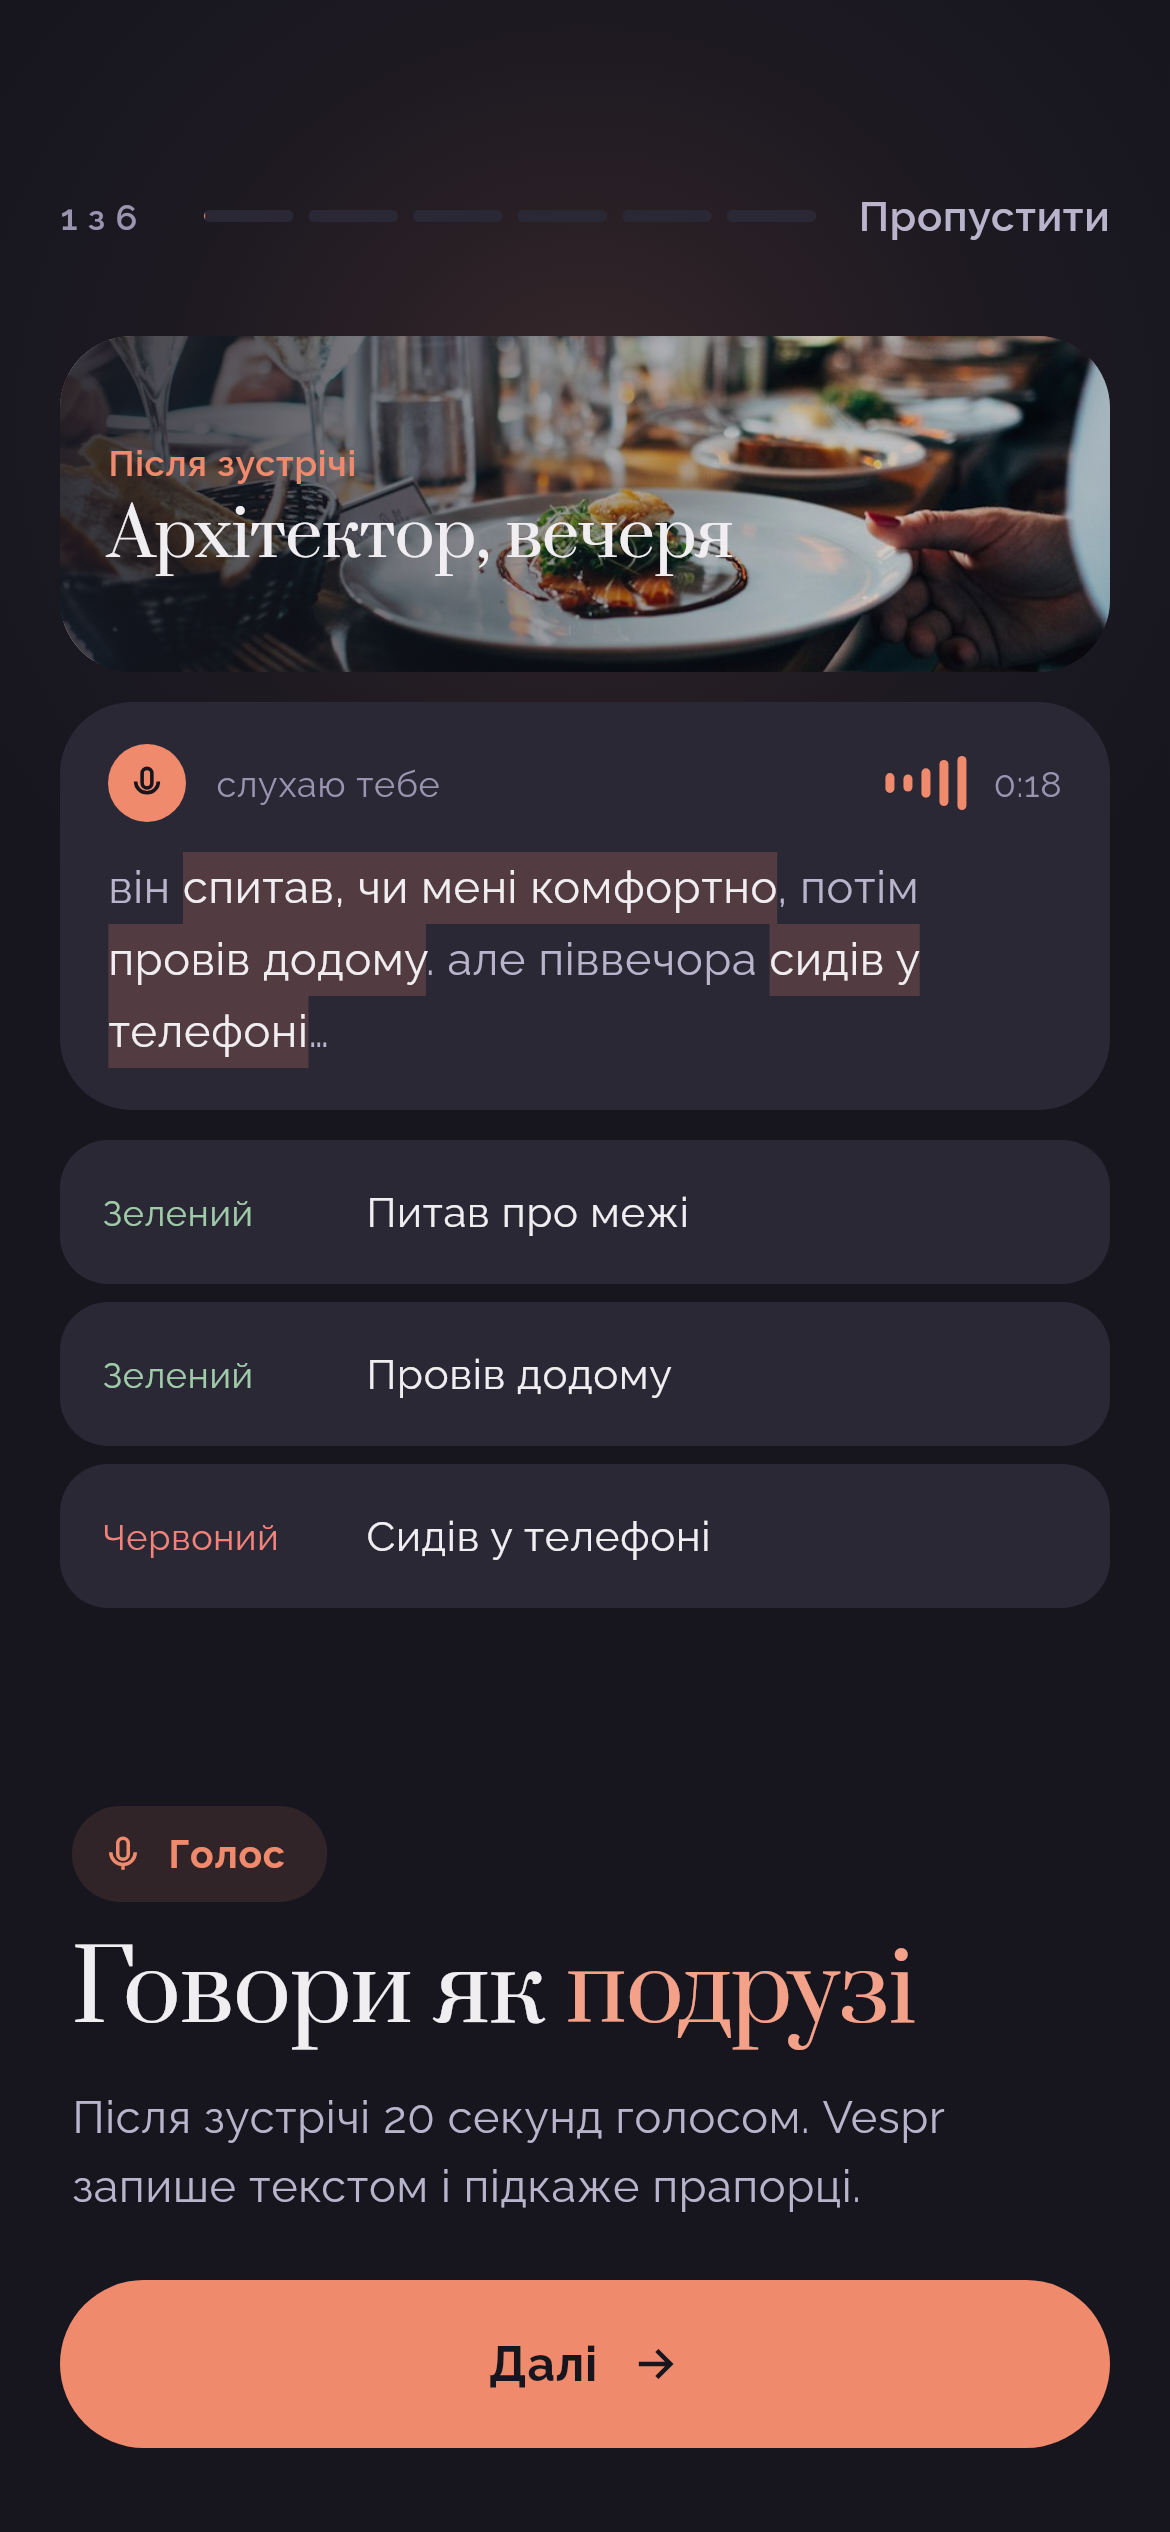 1 з 6
Пропустити
Після зустрічі
Архітектор, вечеря
слухаю тебе
0:18
він спитав, чи мені комфортно, потім
провів додому. але піввечора сидів у
телефоні...
Зелений
Питав про межі
Зелений
Провів додому
Червоний
Сидів у телефоні
Голос
Говори як подрузі
Після зустрічі 20 секунд голосом. Vespr
запише текстом і підкаже прапорці.
Далі →